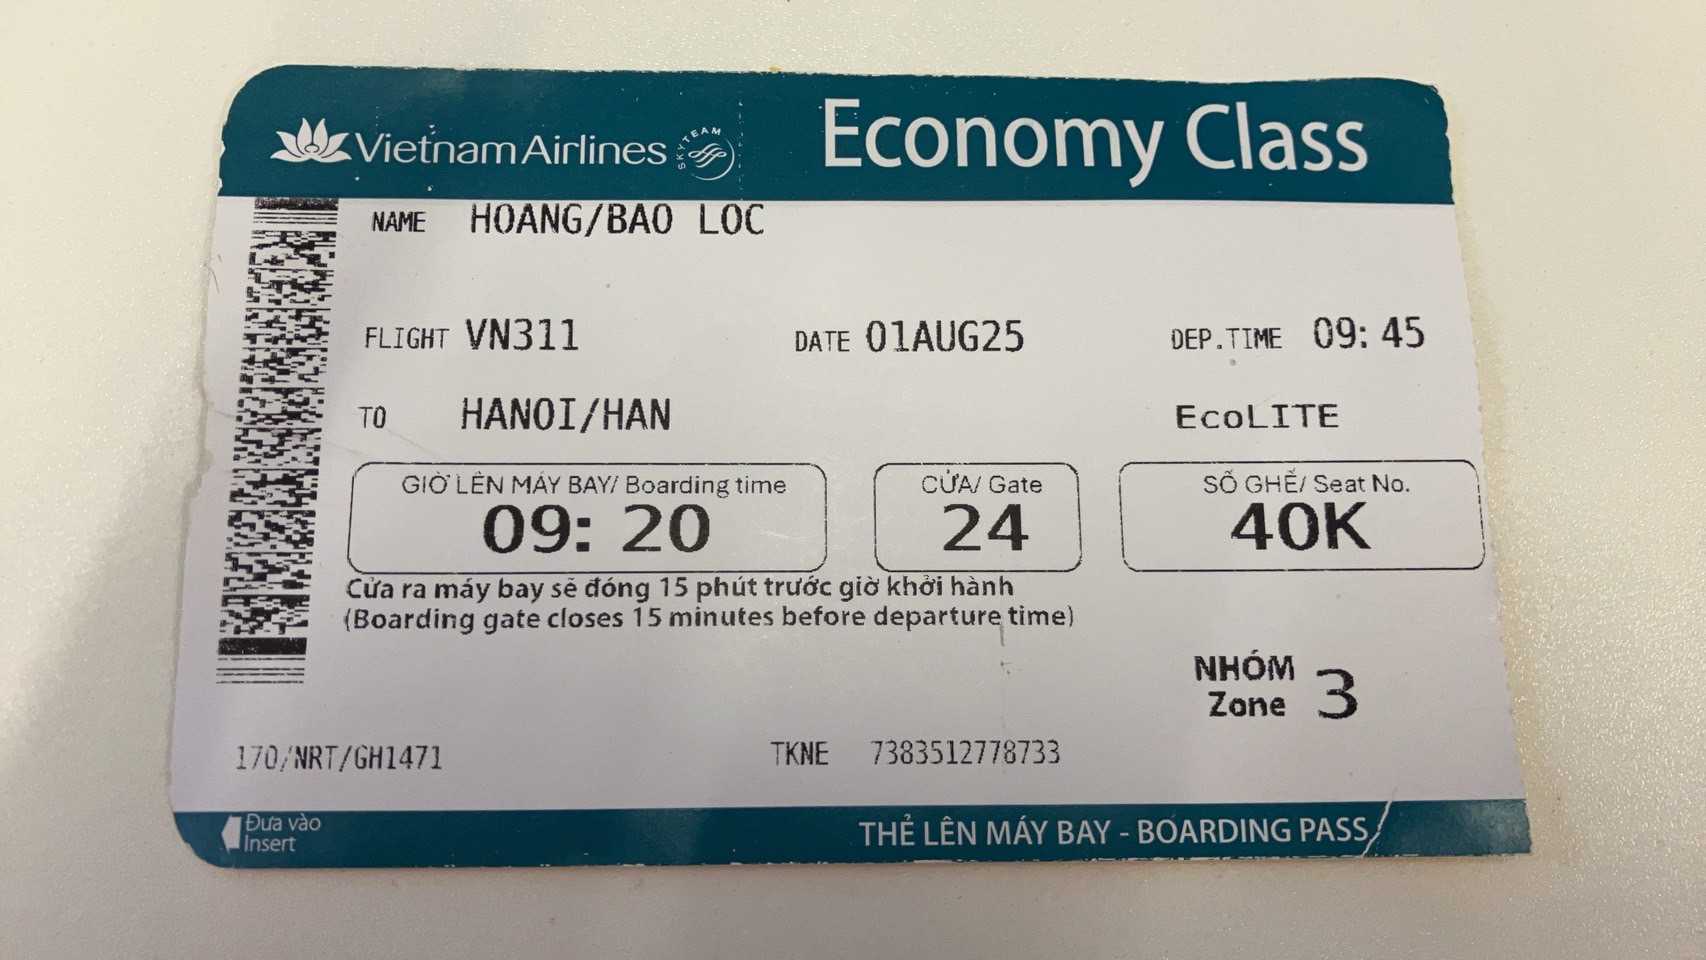 Vietnam Airlines SKYTEAM Economy Class
NAME HOANG/BAO LOC
FLIGHT VN311 DATE 01AUG25 DEP.TIME 09: 45
TO HANOI/HAN EcoLITE
GIỜ LÊN MÁY BAY/ Boarding time CỬA/ Gate SỐ GHẾ/ Seat No.
09: 20 24 40K
Cửa ra máy bay sẽ đóng 15 phút trước giờ khởi hành
(Boarding gate closes 15 minutes before departure time)
NHÓM
Zone 3
170/NRT/GH1471 TKNE 7383512778733
Đưa vào
Insert
THẺ LÊN MÁY BAY - BOARDING PASS